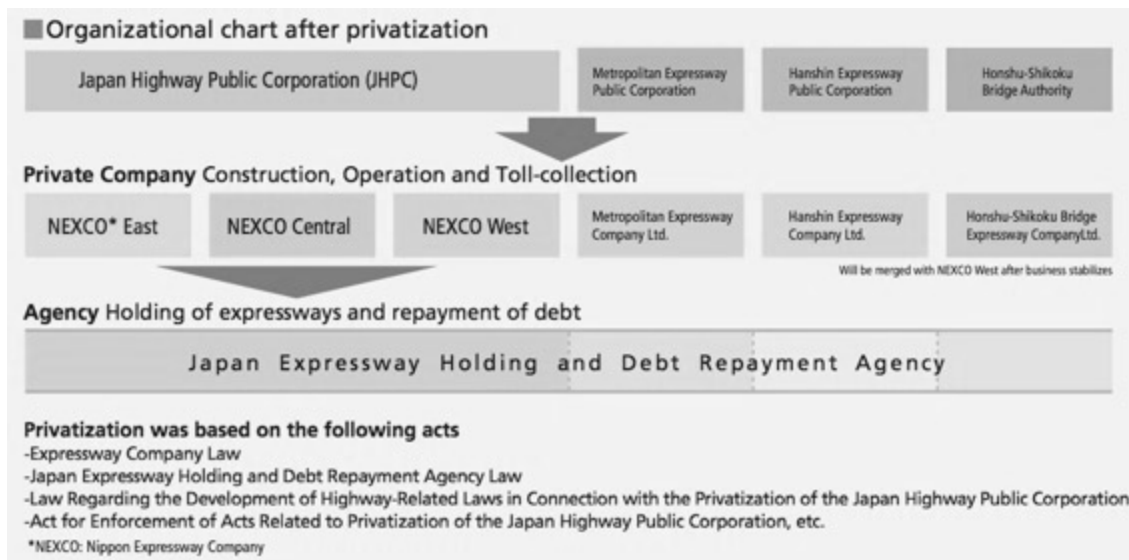 ■Organizational chart after privatization
Japan Highway Public Corporation (JHPC)
Metropolitan Expressway
Public Corporation
Hanshin Expressway
Public Corporation
Honshu-Shikoku
Bridge Authority
Private Company Construction, Operation and Toll-collection
NEXCO* East
NEXCO Central
NEXCO West
Metropolitan Expressway
Company Ltd.
Hanshin Expressway
Company Ltd.
Honshu-Shikoku Bridge
Expressway CompanyLtd.
Will be merged with NEXCO West after business stabilizes
Agency Holding of expressways and repayment of debt
Japan Expressway Holding and Debt Repayment Agency
Privatization was based on the following acts
-Expressway Company Law
-Japan Expressway Holding and Debt Repayment Agency Law
-Law Regarding the Development of Highway-Related Laws in Connection with the Privatization of the Japan Highway Public Corporation
-Act for Enforcement of Acts Related to Privatization of the Japan Highway Public Corporation, etc.
*NEXCO: Nippon Expressway Company